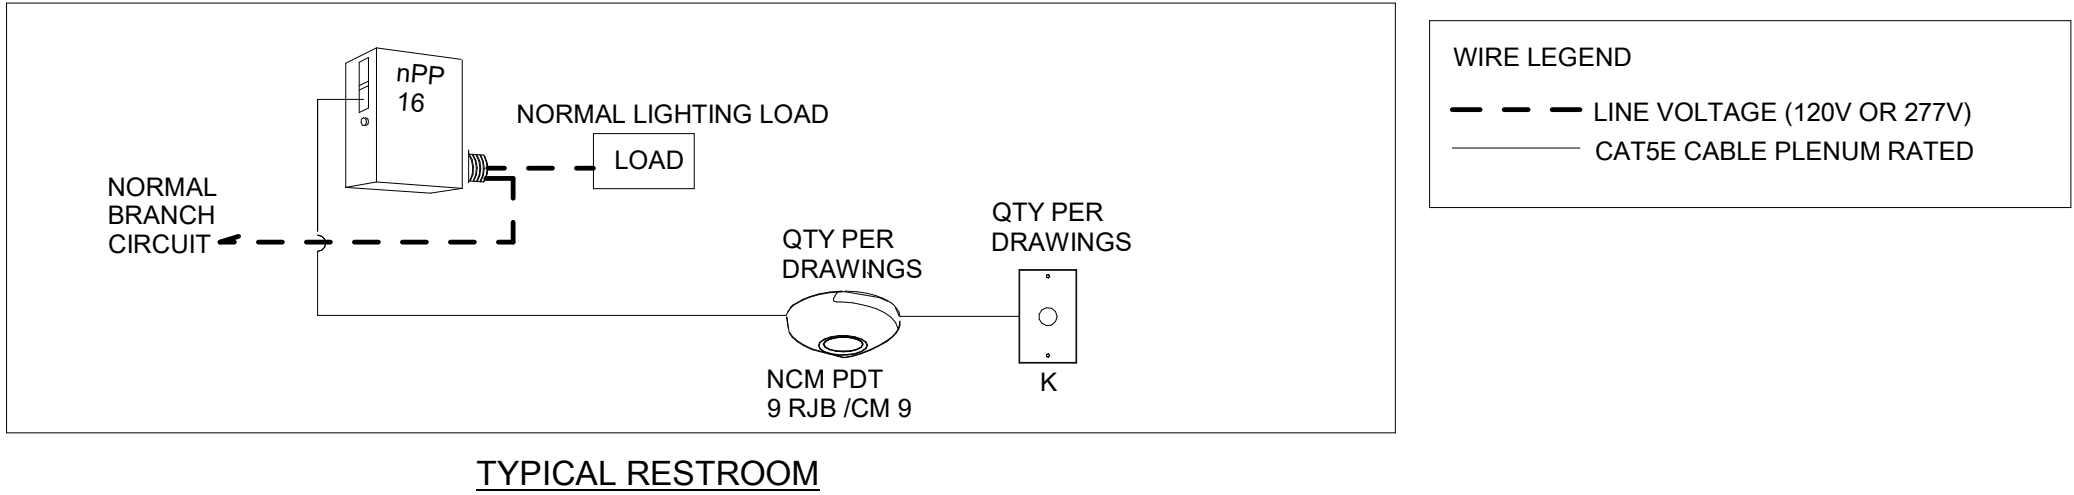 nPP
16
NORMAL LIGHTING LOAD
LOAD
NORMAL
BRANCH
CIRCUIT
QTY PER
DRAWINGS
NCM PDT
9 RJB /CM 9
QTY PER
DRAWINGS
K
TYPICAL RESTROOM
WIRE LEGEND
LINE VOLTAGE (120V OR 277V)
CAT5E CABLE PLENUM RATED